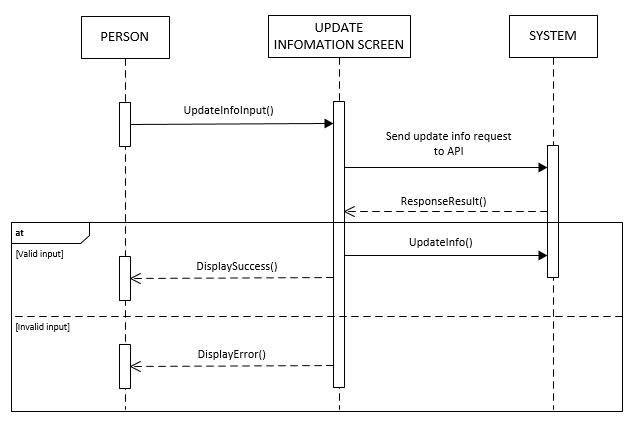 PERSON
UPDATE
INFOMATION SCREEN
SYSTEM
UpdateInfoInput()
Send update info request
to API
ResponseResult()
at
[Valid input]
UpdateInfo()
DisplaySuccess()
[Invalid input]
DisplayError()